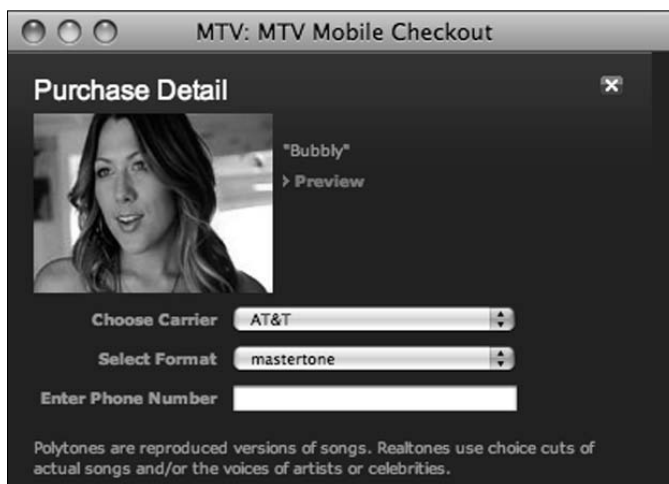 MTV: MTV Mobile Checkout
Purchase Detail
"Bubbly"
› Preview
Choose Carrier AT&T
Select Format mastertone
Enter Phone Number
Polytones are reproduced versions of songs. Realtones use choice cuts of
actual songs and/or the voices of artists or celebrities.